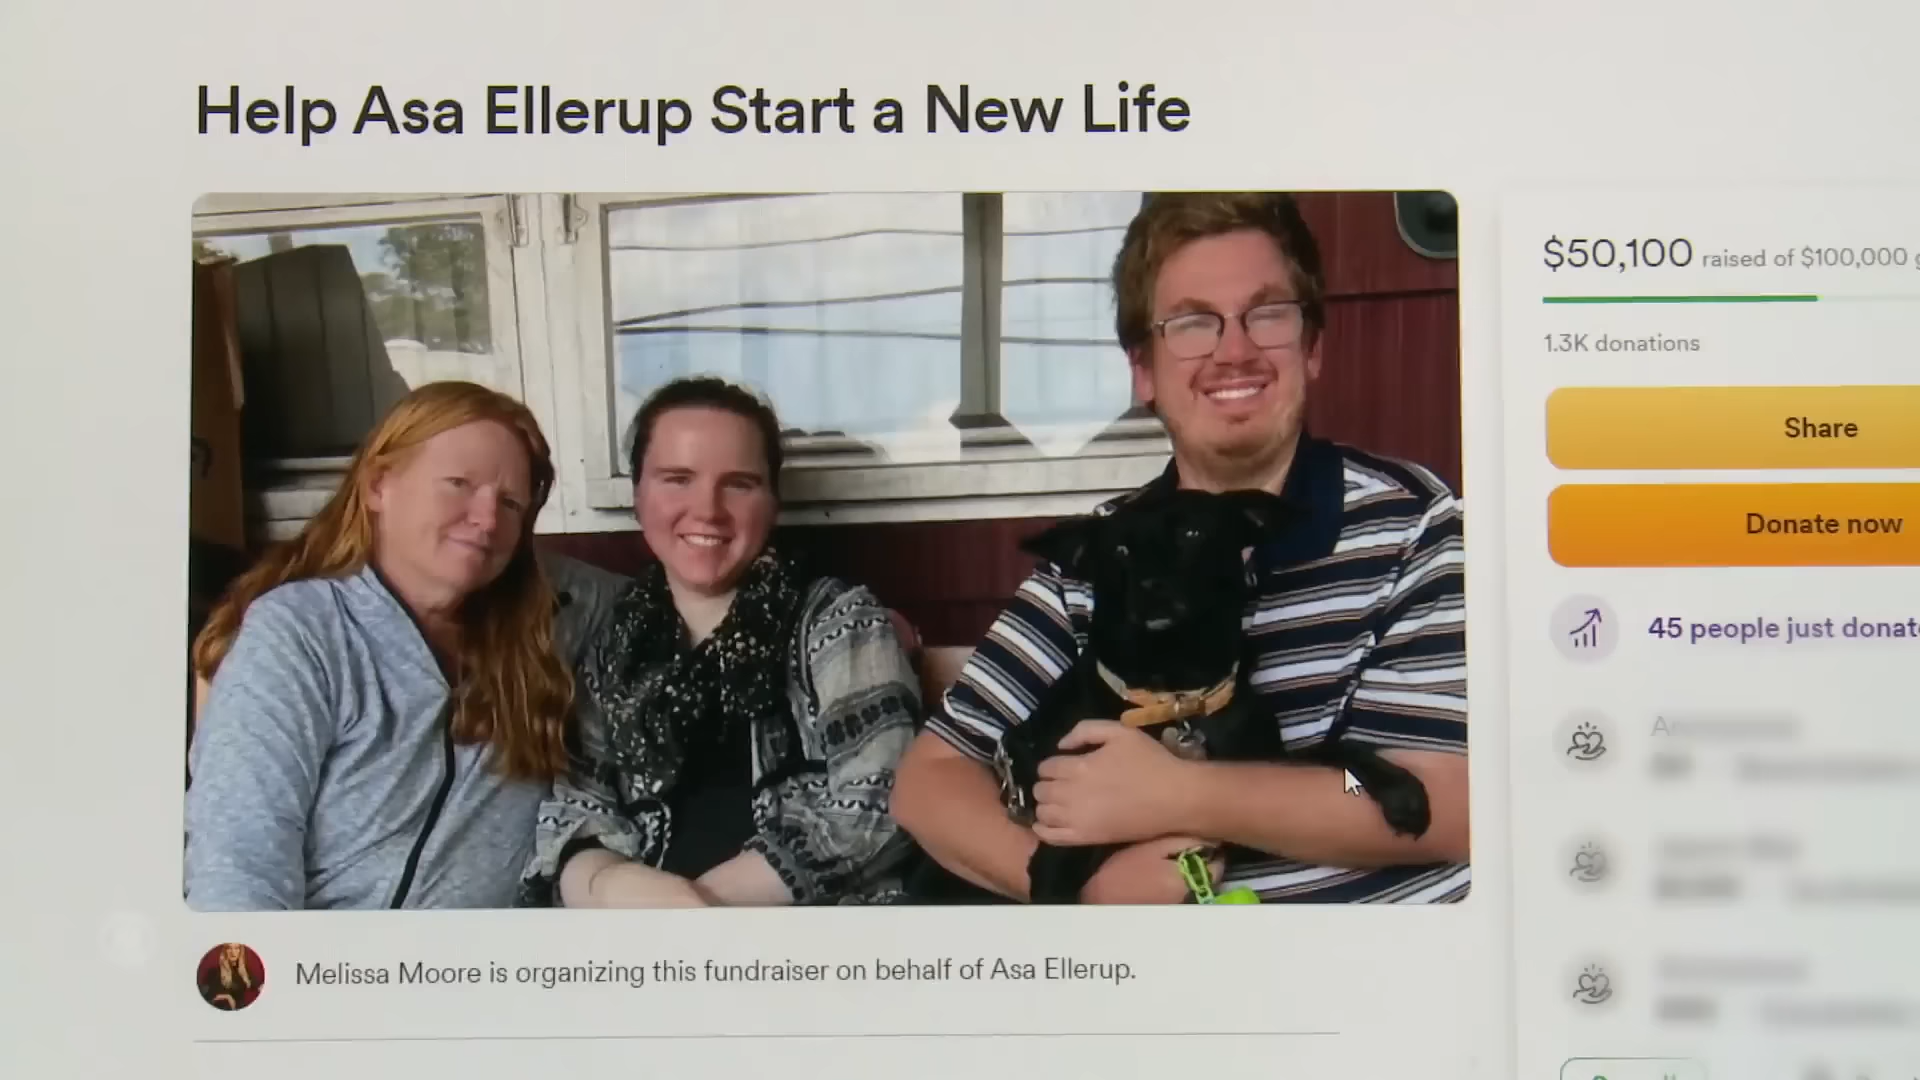 Help Asa Ellerup Start a New Life
$50,100 raised of $100,000
1.3K donations
Share
Donate now
45 people just
Melissa Moore is organizing this fundraiser on behalf of Asa Ellerup.